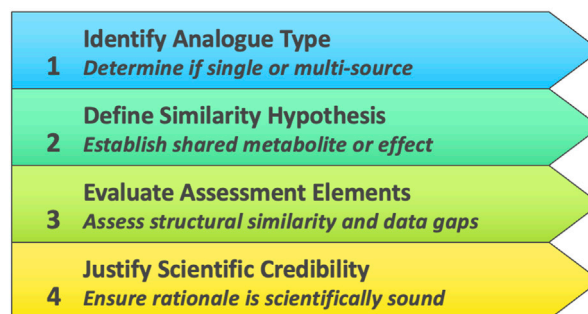 Identify Analogue Type
1 Determine if single or multi-source
Define Similarity Hypothesis
2 Establish shared metabolite or effect
Evaluate Assessment Elements
3 Assess structural similarity and data gaps
Justify Scientific Credibility
4 Ensure rationale is scientifically sound